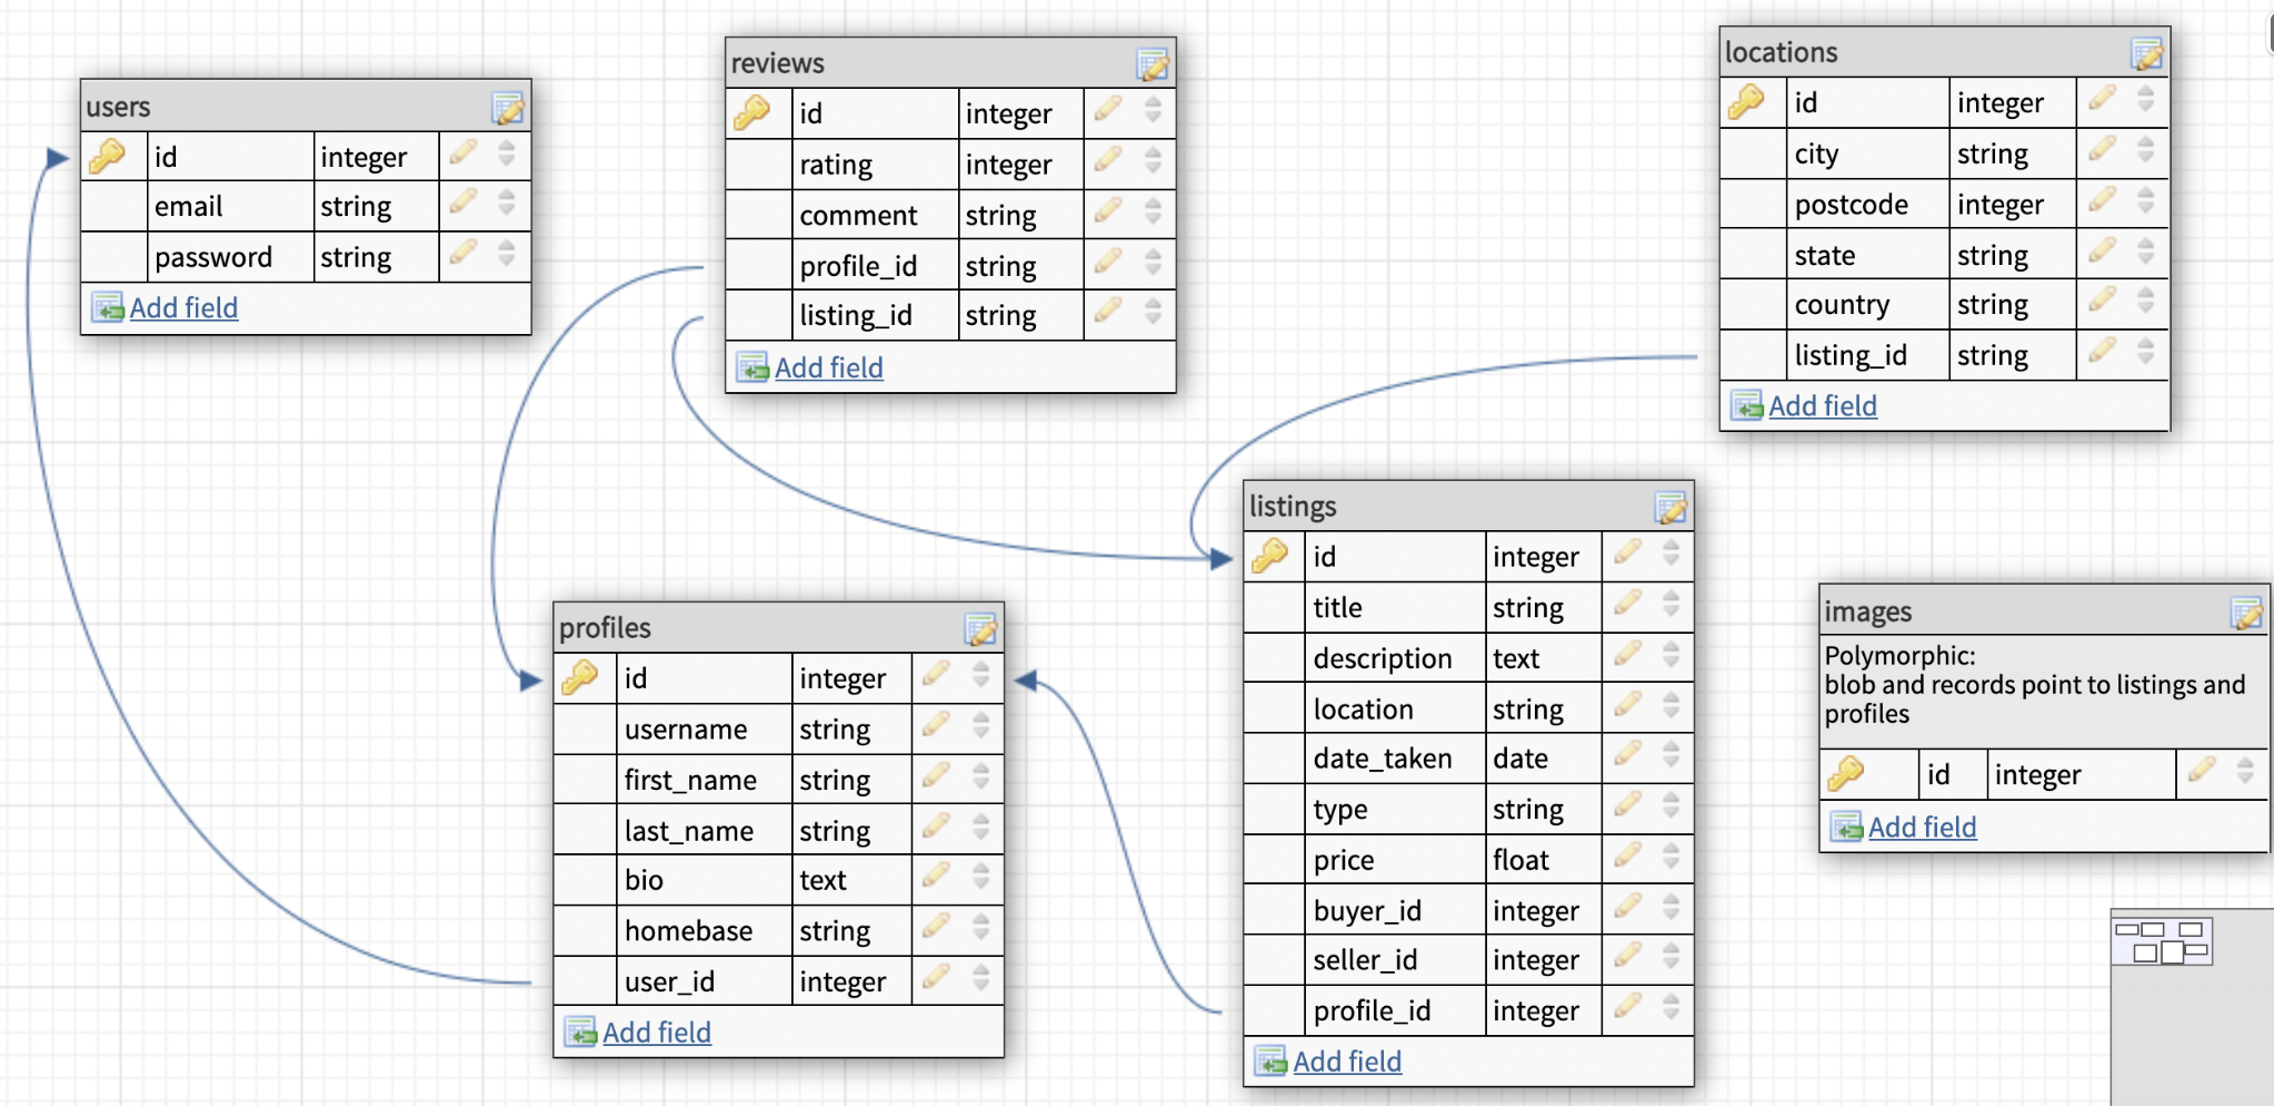 users
id integer
email string
password string
Add field
reviews
id integer
rating integer
comment string
profile_id string
listing_id string
Add field
locations
id integer
city string
postcode integer
state string
country string
listing_id string
Add field
profiles
id integer
username string
first_name string
last_name string
bio text
homebase string
user_id integer
Add field
listings
id integer
title string
description text
location string
date_taken date
type string
price float
buyer_id integer
seller_id integer
profile_id integer
Add field
images
Polymorphic:
blob and records point to listings and
profiles
id integer
Add field